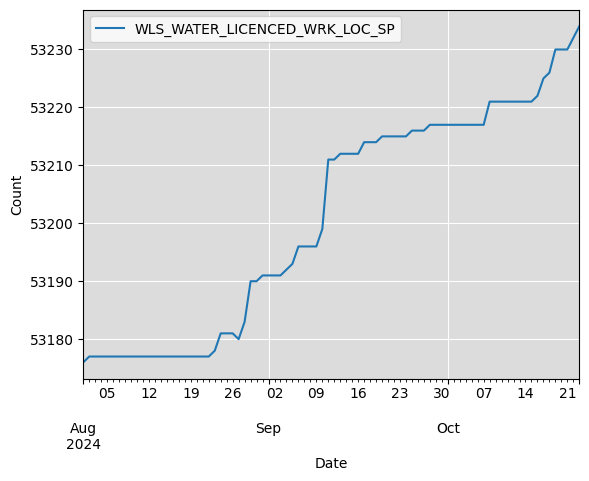 WLS_WATER_LICENCED_WRK_LOC_SP
53230
53220
53210
53200
53190
53180
Count
05 12 19 26 02 09 16 23 30 07 14 21
Aug Sep Oct
2024
Date